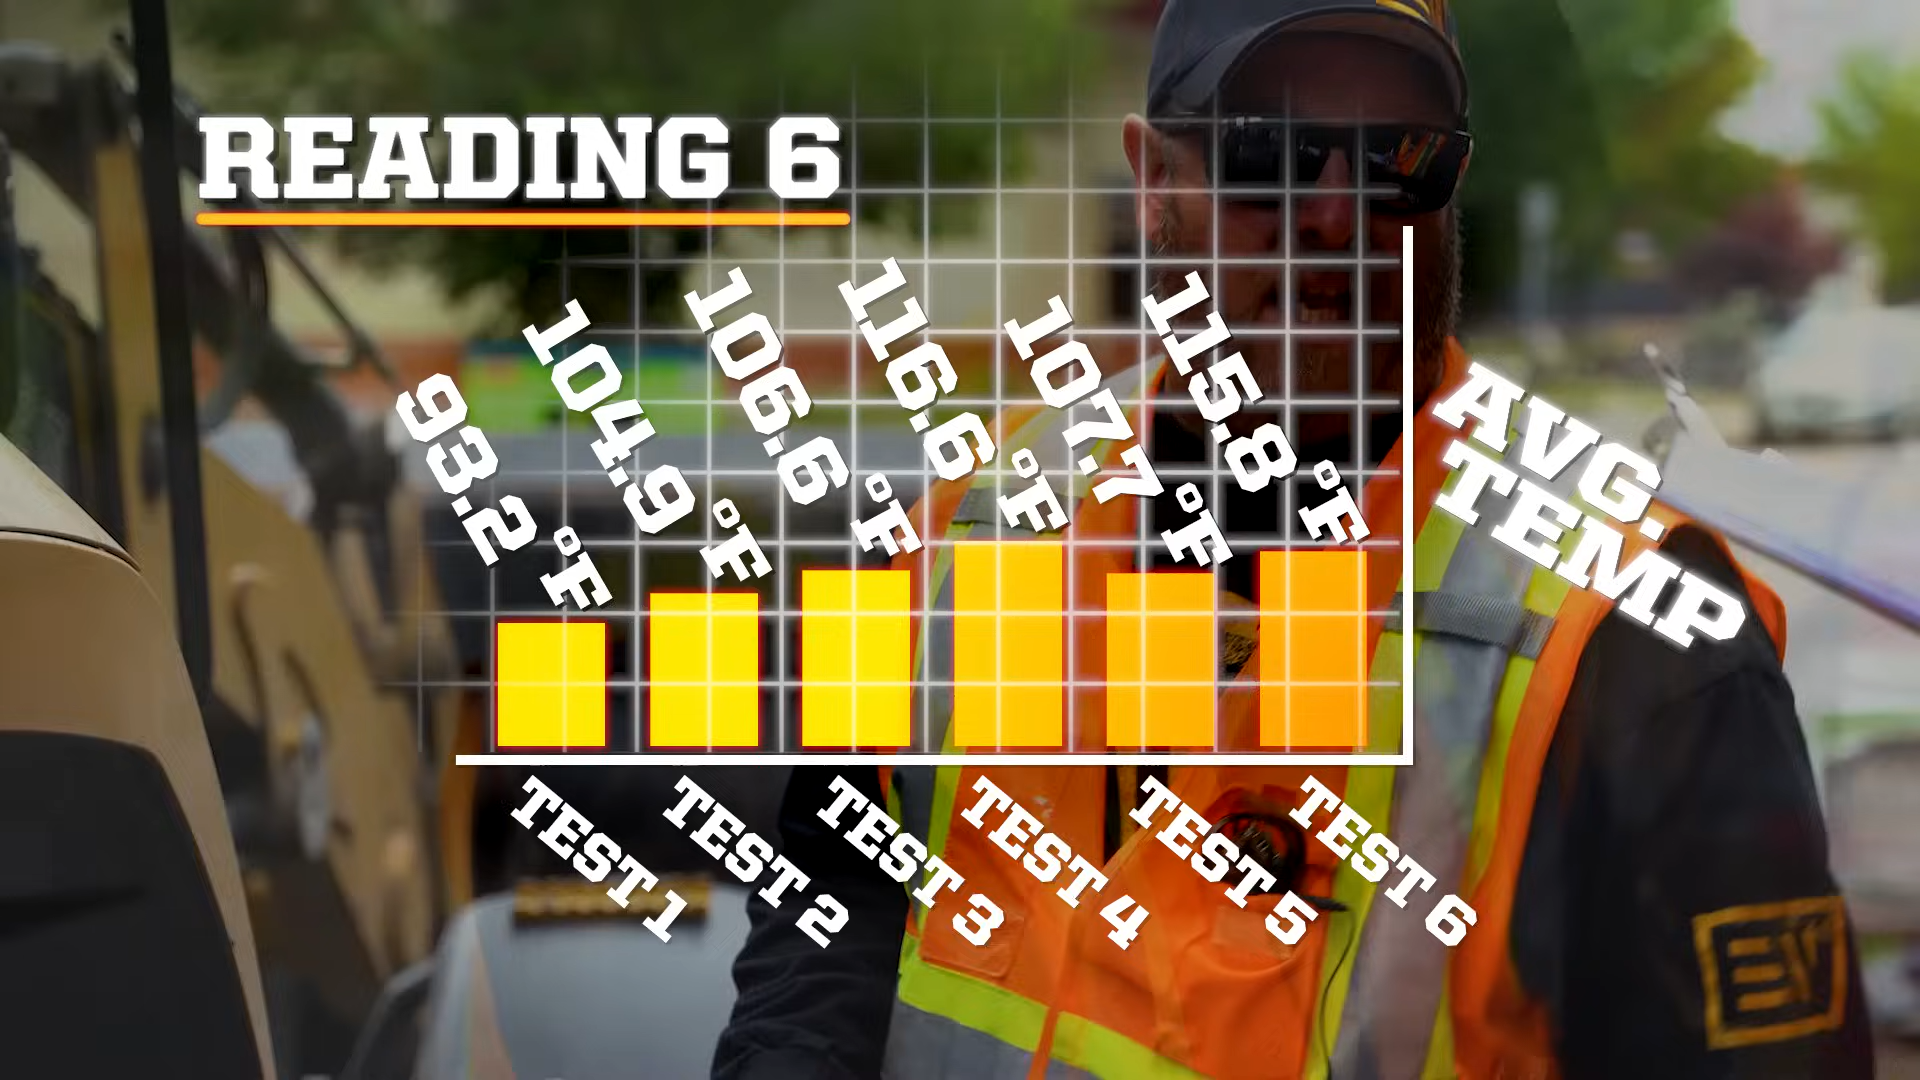 READING 6
93.2 °F
104.9 °F
106.6 °F
116.6 °F
107.7 °F
115.8 °F
AVG.
TEMP
TEST 1
TEST 2
TEST 3
TEST 4
TEST 5
TEST 6